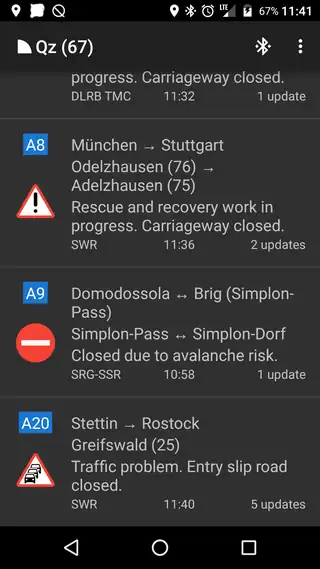 LTE 67% 11:41
Qz (67)
progress. Carriageway closed.
DLRB TMC 11:32 1 update
A8 München → Stuttgart
Odelzhausen (76) →
Adelzhausen (75)
Rescue and recovery work in
progress. Carriageway closed.
SWR 11:36 2 updates
A9 Domodossola ↔ Brig (Simplon-
Pass)
Simplon-Pass ↔ Simplon-Dorf
Closed due to avalanche risk.
SRG-SSR 10:58 1 update
A20 Stettin → Rostock
Greifswald (25)
Traffic problem. Entry slip road
closed.
SWR 11:40 5 updates